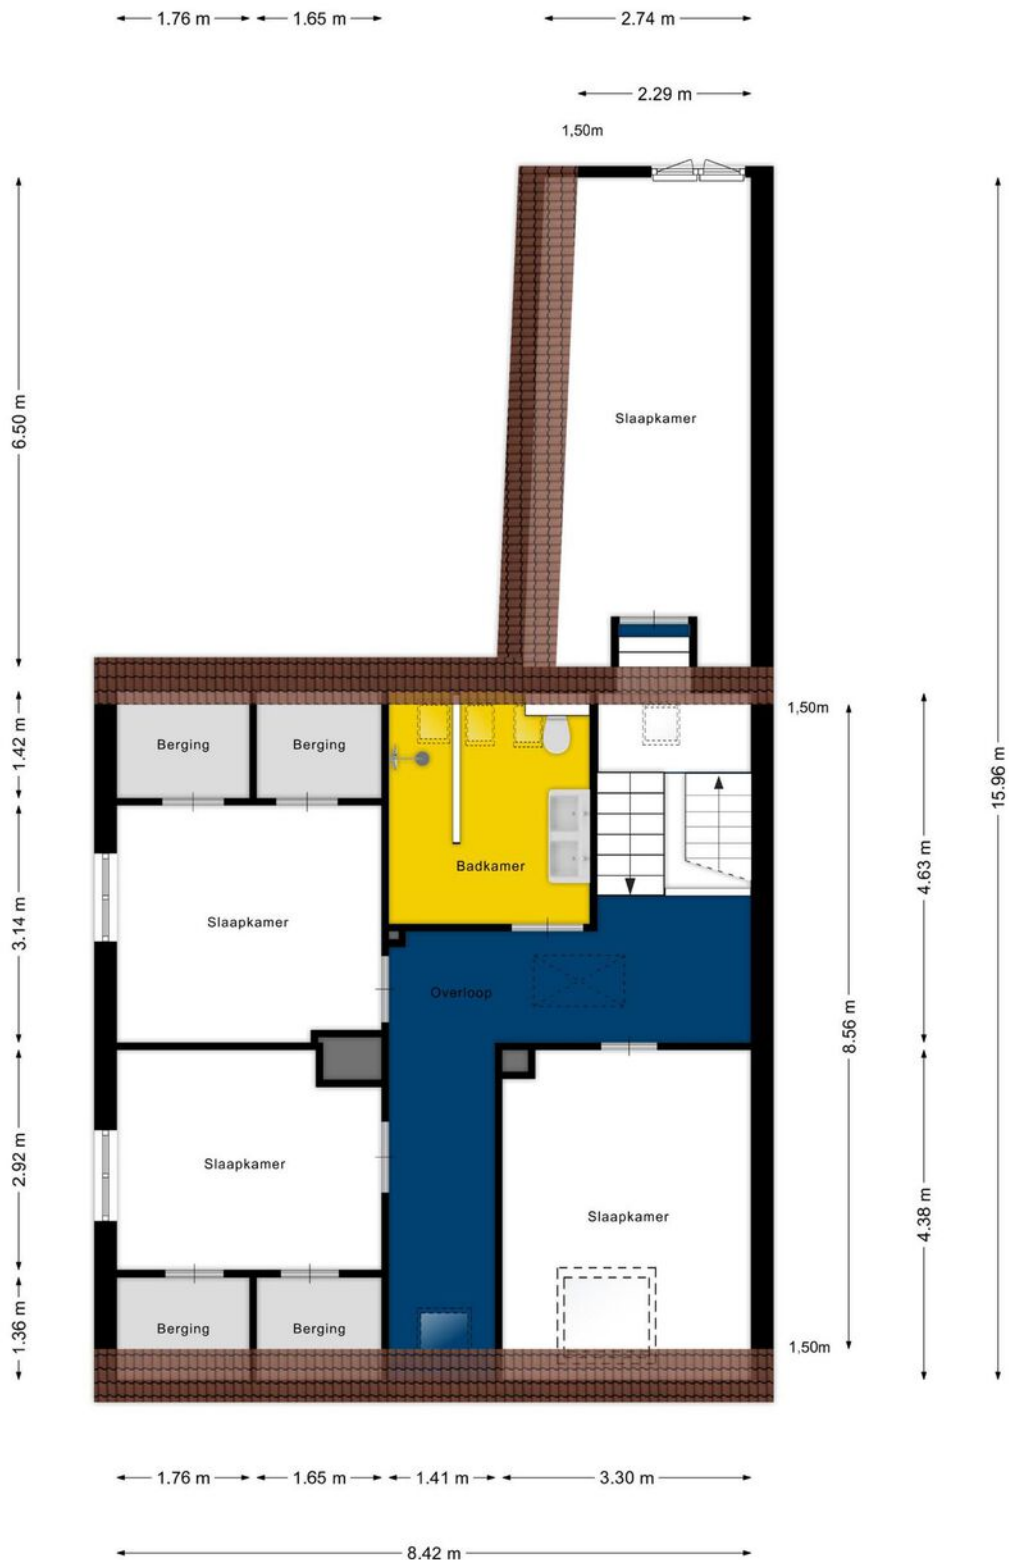 1.76 m
1.65 m
2.74 m
2.29 m
1,50m
6.50 m
Slaapkamer
1.42 m
Berging
Berging
1,50m
15.96 m
4.63 m
Badkamer
3.14 m
Slaapkamer
Overloop
8.56 m
2.92 m
Slaapkamer
Slaapkamer
4.38 m
1.36 m
Berging
Berging
1,50m
1.76 m
1.65 m
1.41 m
3.30 m
8.42 m